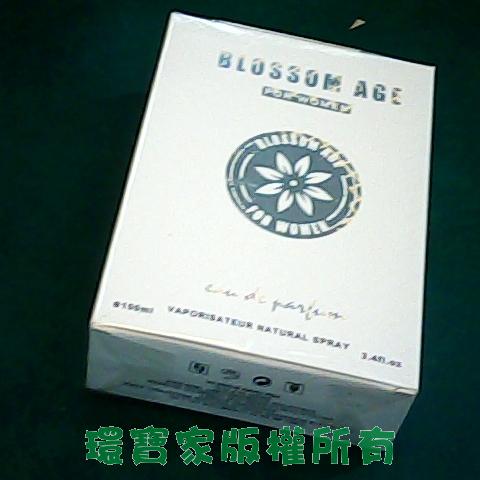 BLOSSOM AGE
FOR WOMEN
BLOSSOM AGE
FOR WOMEN
eau de parfum
e100ml VAPORISATEUR NATURAL SPRAY 3.4fl.oz
環寶家版權所有